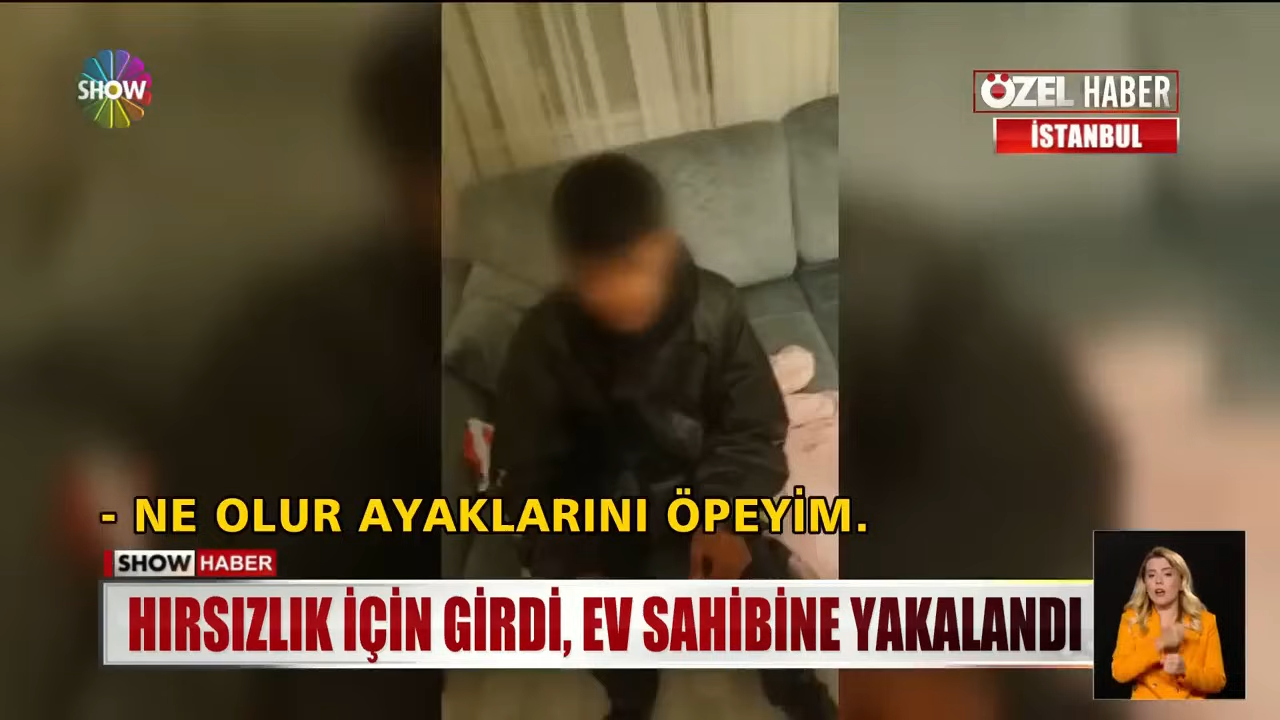 SHOW
ÖZEL HABER
İSTANBUL
- NE OLUR AYAKLARINI ÖPEYİM.
SHOW HABER
HIRSIZLIK İÇİN GİRDİ, EV SAHİBİNE YAKALANDI